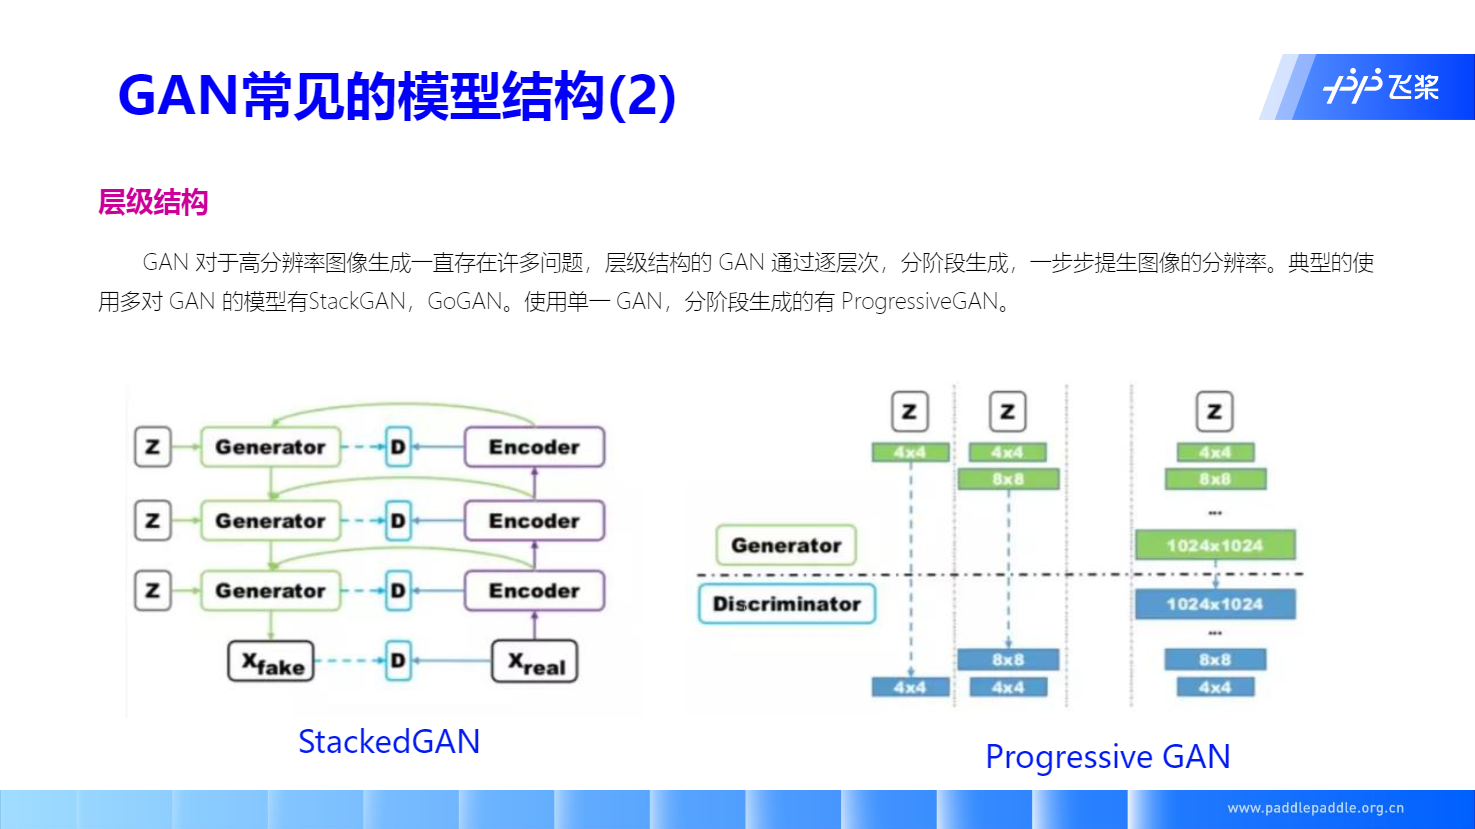 GAN常见的模型结构(2)
飞桨
层级结构
GAN 对于高分辨率图像生成一直存在许多问题，层级结构的 GAN 通过逐层次，分阶段生成，一步步提生图像的分辨率。典型的使
用多对 GAN 的模型有StackGAN，GoGAN。使用单一 GAN，分阶段生成的有 ProgressiveGAN。
Z Generator D Encoder
Z Generator D Encoder
Z Generator D Encoder
Xfake D Xreal
StackedGAN
Z Z Z
4x4 4x4 4x4
8x8 8x8
...
Generator 1024x1024
Discriminator 1024x1024
...
8x8 8x8
4x4 4x4 4x4
Progressive GAN
www.paddlepaddle.org.cn